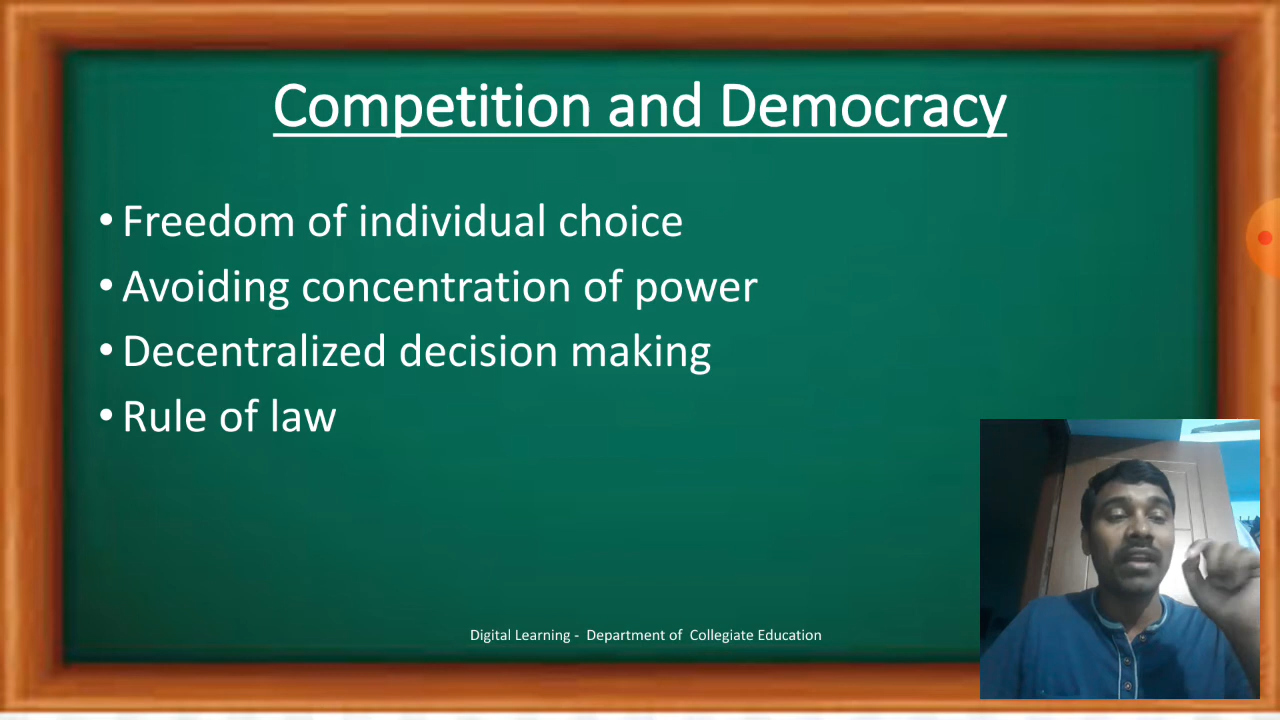 Competition and Democracy
• Freedom of individual choice
• Avoiding concentration of power
• Decentralized decision making
• Rule of law
Digital Learning - Department of Collegiate Education